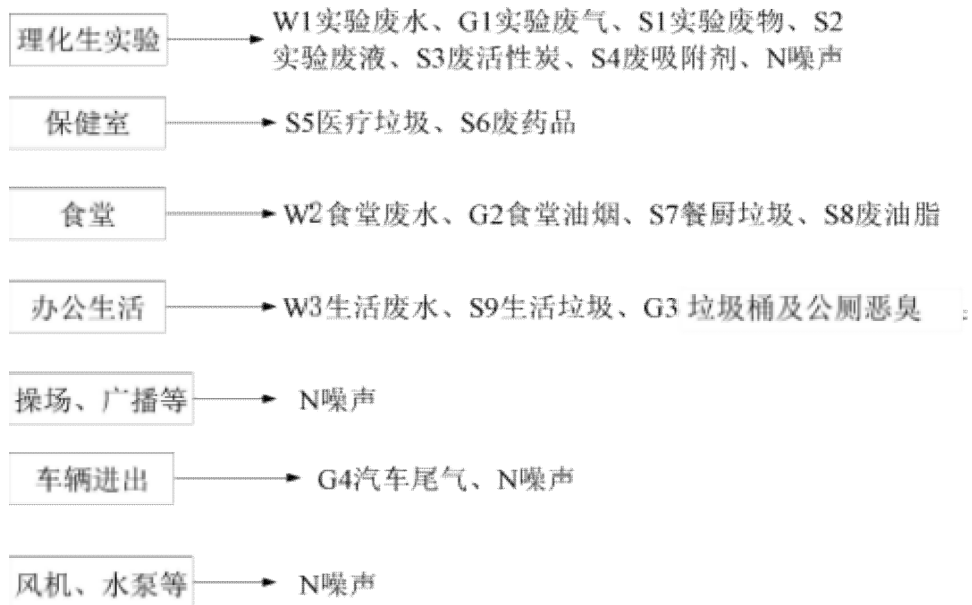 理化生实验
W1实验废水、G1实验废气、S1实验废物、S2
实验废液、S3废活性炭、S4废吸附剂、N噪声
保健室
S5医疗垃圾、S6废药品
食堂
W2食堂废水、G2食堂油烟、S7餐厨垃圾、S8废油脂
办公生活
W3生活废水、S9生活垃圾、G3 垃圾桶及公厕恶臭
操场、广播等
N噪声
车辆进出
G4汽车尾气、N噪声
风机、水泵等
N噪声